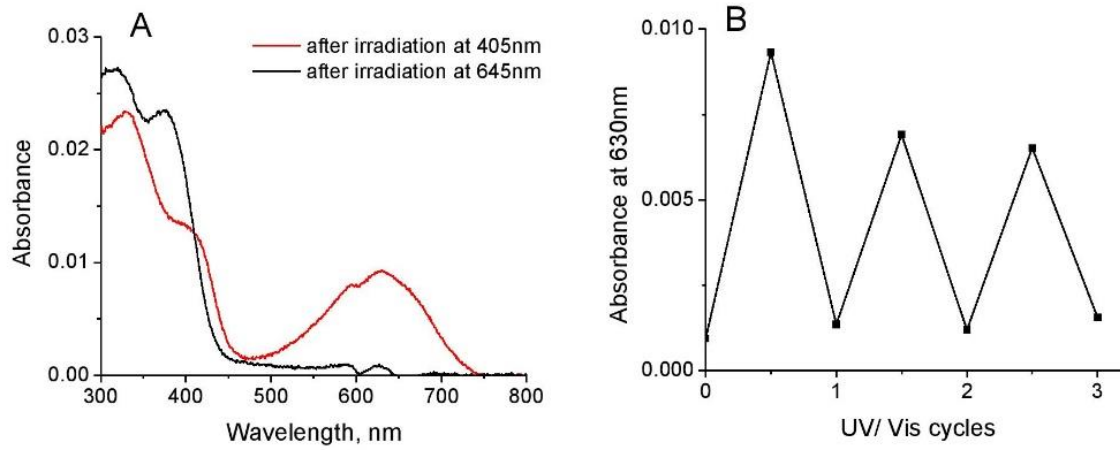 A
0.03
0.02
0.01
0.00
Absorbance
after irradiation at 405nm
after irradiation at 645nm
300 400 500 600 700 800
Wavelength, nm
B
0.010
0.005
0.000
Absorbance at 630nm
0 1 2 3
UV/ Vis cycles